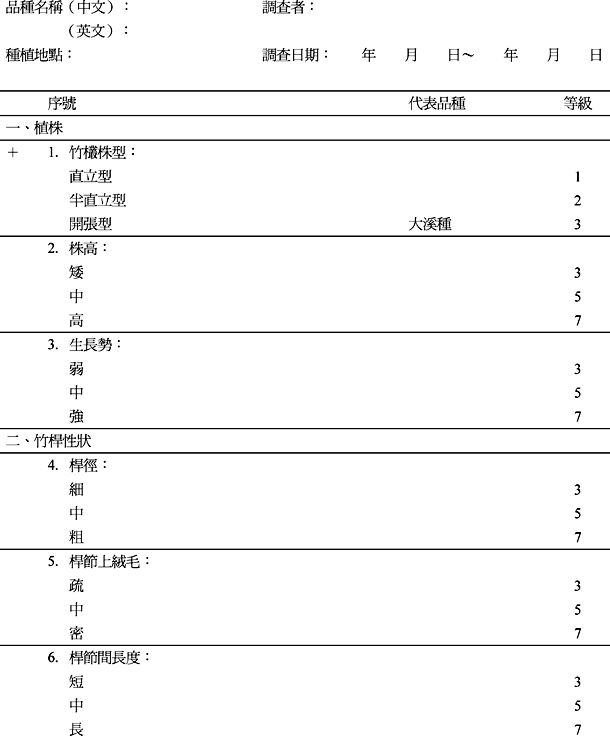 品種名稱（中文）： 調查者：
（英文）：
種植地點： 調查日期： 年 月 日～ 年 月 日
序號 代表品種 等級
一、植株
＋ 1. 竹欉株型：
直立型 1
半直立型 2
開張型 大溪種 3
2. 株高：
矮 3
中 5
高 7
3. 生長勢：
弱 3
中 5
強 7
二、竹桿性狀
4. 桿徑：
細 3
中 5
粗 7
5. 桿節上絨毛：
疏 3
中 5
密 7
6. 桿節間長度：
短 3
中 5
長 7